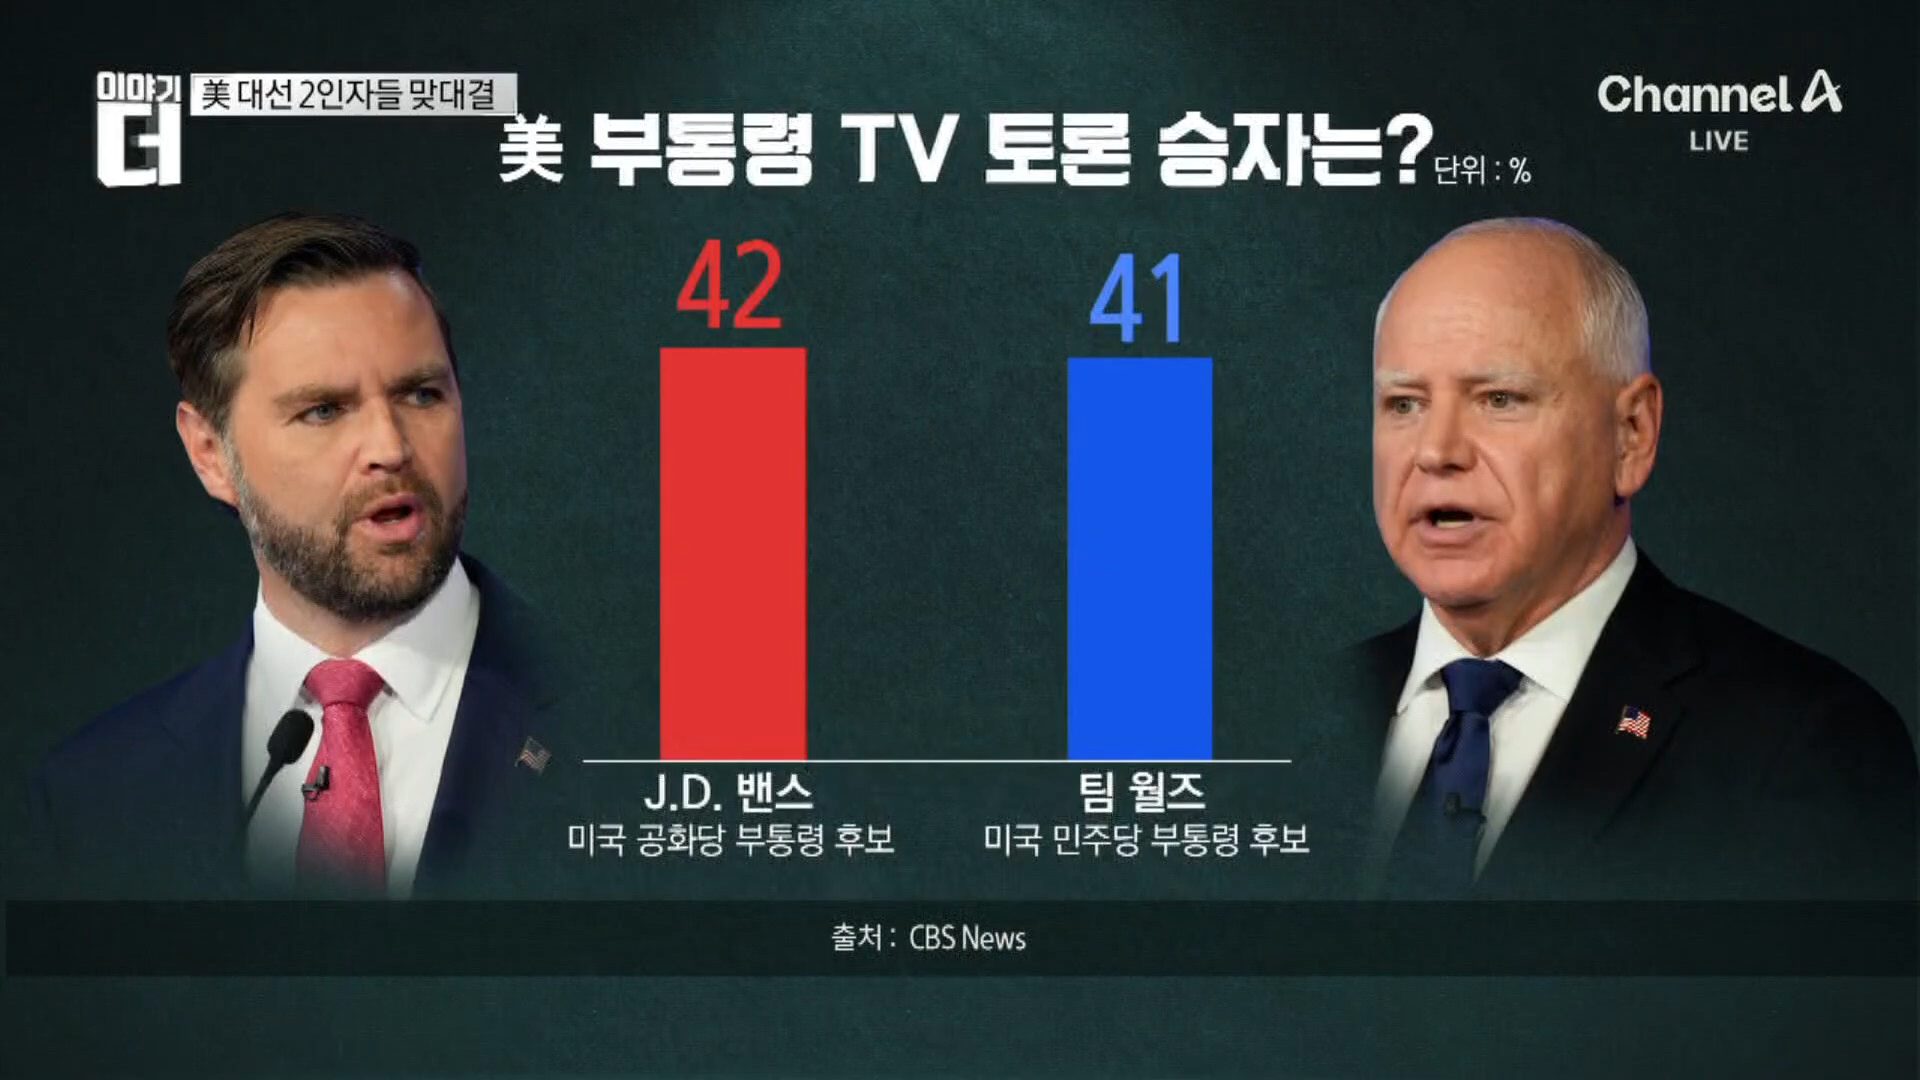 이야기 더
美 대선 2인자들 맞대결
Channel A
LIVE
美 부통령 TV 토론 승자는?
단위 : %
42
41
J.D. 밴스
미국 공화당 부통령 후보
팀 월즈
미국 민주당 부통령 후보
출처 : CBS News